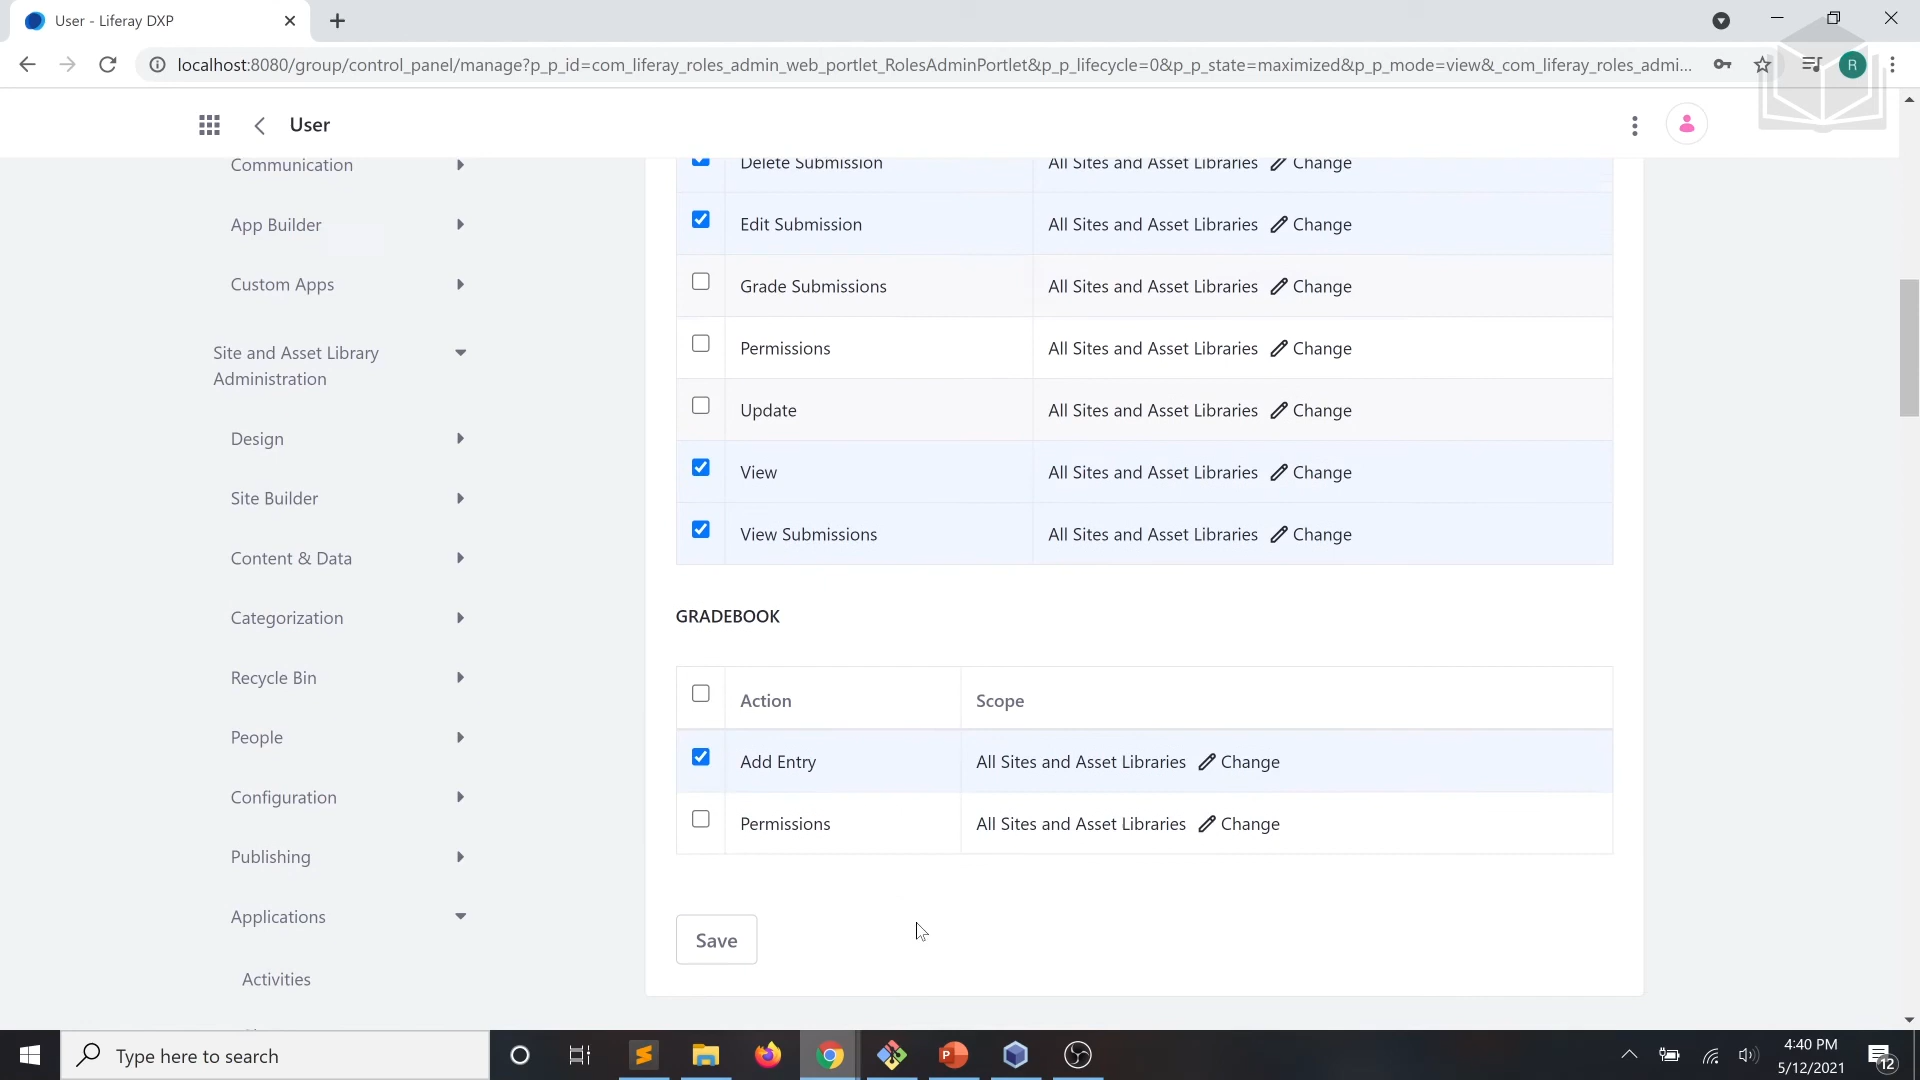 User - Liferay DXP
localhost:8080/group/control_panel/manage?p_p_id=com_liferay_roles_admin_web_portlet_RolesAdminPortlet&p_p_lifecycle=0&p_p_state=maximized&p_p_mode=view&_com_liferay_roles_admi...
R
User
Communication
App Builder
Custom Apps
Site and Asset Library
Administration
Design
Site Builder
Content & Data
Categorization
Recycle Bin
People
Configuration
Publishing
Applications
Activities
Delete Submission All Sites and Asset Libraries Change
Edit Submission All Sites and Asset Libraries Change
Grade Submissions All Sites and Asset Libraries Change
Permissions All Sites and Asset Libraries Change
Update All Sites and Asset Libraries Change
View All Sites and Asset Libraries Change
View Submissions All Sites and Asset Libraries Change
GRADEBOOK
Action Scope
Add Entry All Sites and Asset Libraries Change
Permissions All Sites and Asset Libraries Change
Save
Type here to search
4:40 PM
5/12/2021
12